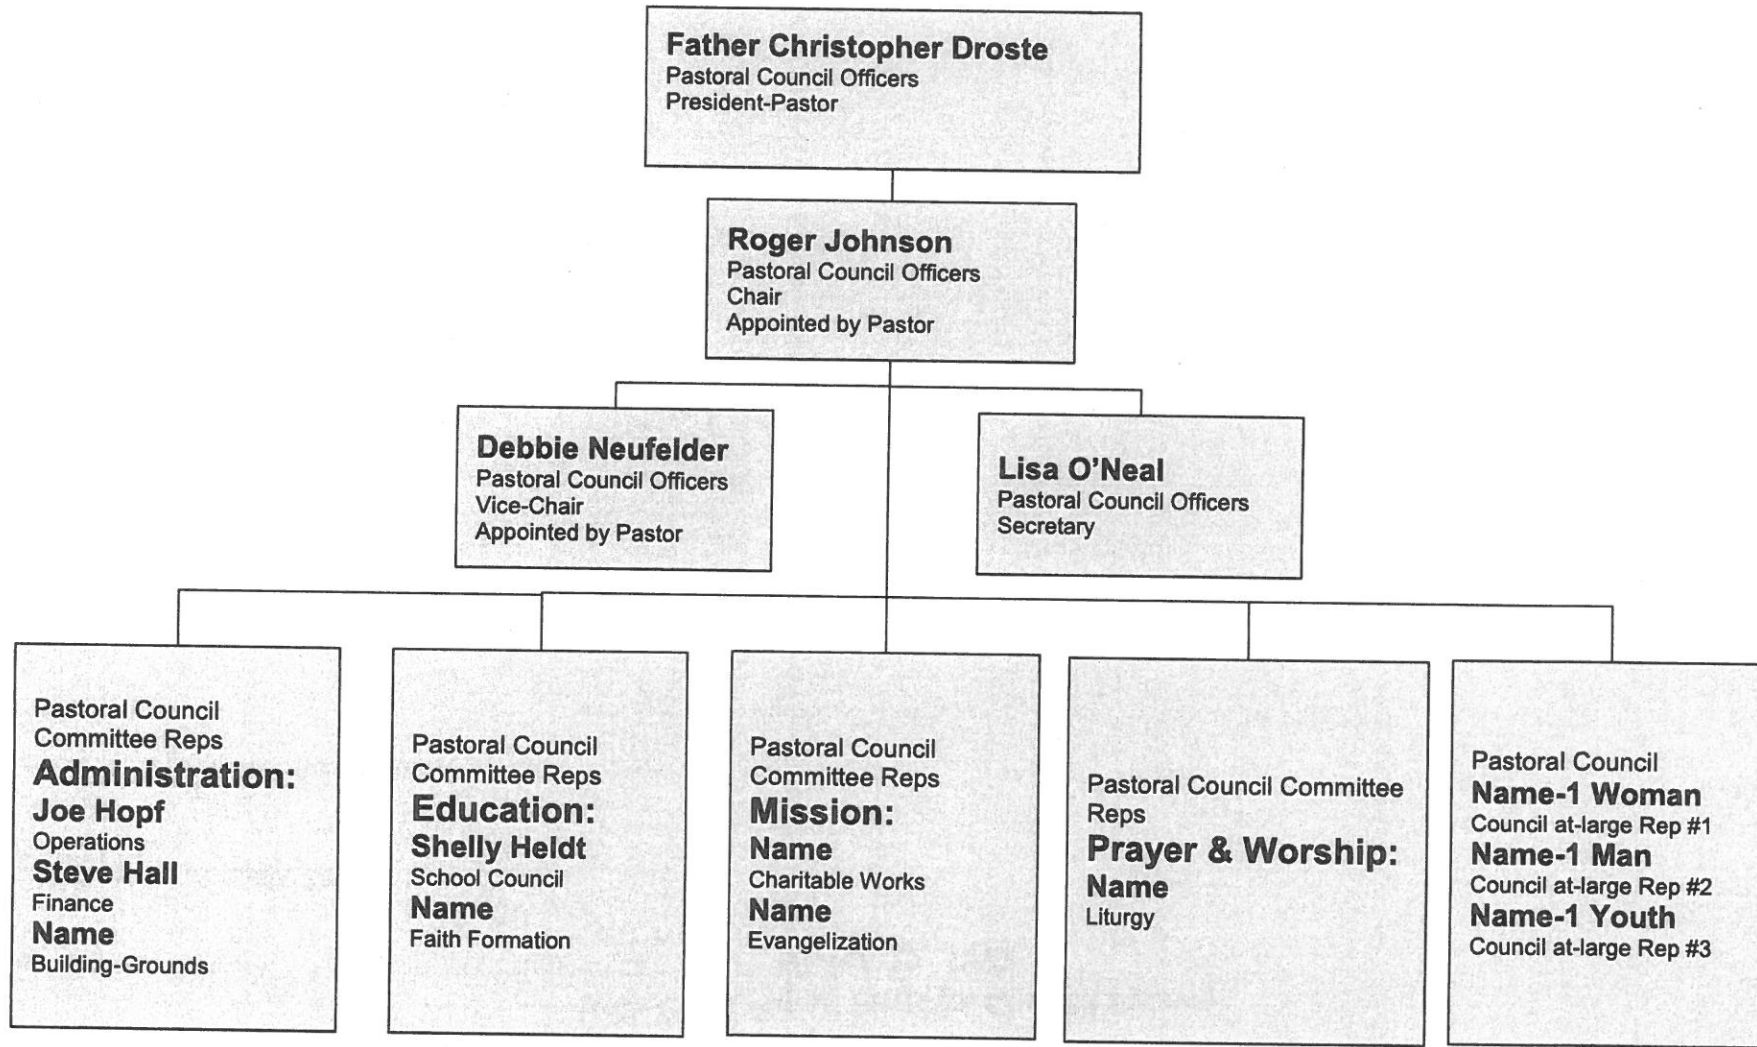 Father Christopher Droste
Pastoral Council Officers
President-Pastor
Roger Johnson
Pastoral Council Officers
Chair
Appointed by Pastor
Debbie Neufelder
Pastoral Council Officers
Vice-Chair
Appointed by Pastor
Lisa O'Neal
Pastoral Council Officers
Secretary
Pastoral Council
Committee Reps
Administration:
Joe Hopf
Operations
Steve Hall
Finance
Name
Building-Grounds
Pastoral Council
Committee Reps
Education:
Shelly Heldt
School Council
Name
Faith Formation
Pastoral Council
Committee Reps
Mission:
Name
Charitable Works
Name
Evangelization
Pastoral Council Committee
Reps
Prayer & Worship:
Name
Liturgy
Pastoral Council
Name-1 Woman
Council at-large Rep #1
Name-1 Man
Council at-large Rep #2
Name-1 Youth
Council at-large Rep #3